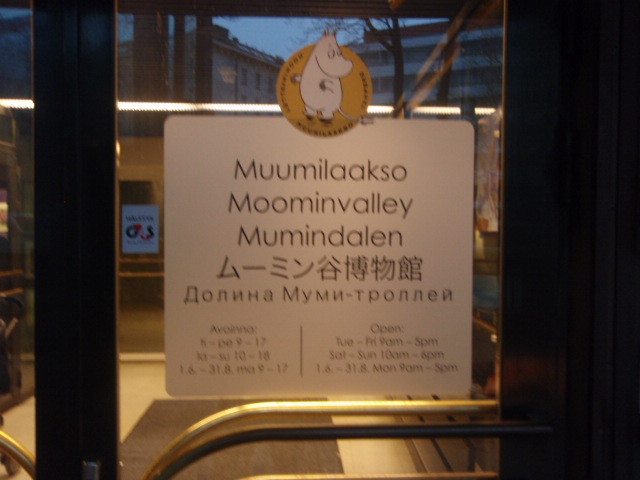 Muumilaakso
Moominvalley
Mumindalen
ムーミン谷博物館
Долина Муми-троллей
Avoinna:
ti – pe 9 – 17
la – su 10 – 18
1.6. – 31.8. ma 9 – 17
Open:
Tue – Fri 9am – 5pm
Sat – Sun 10am – 6pm
1.6. – 31.8. Mon 9am – 5pm
G4S